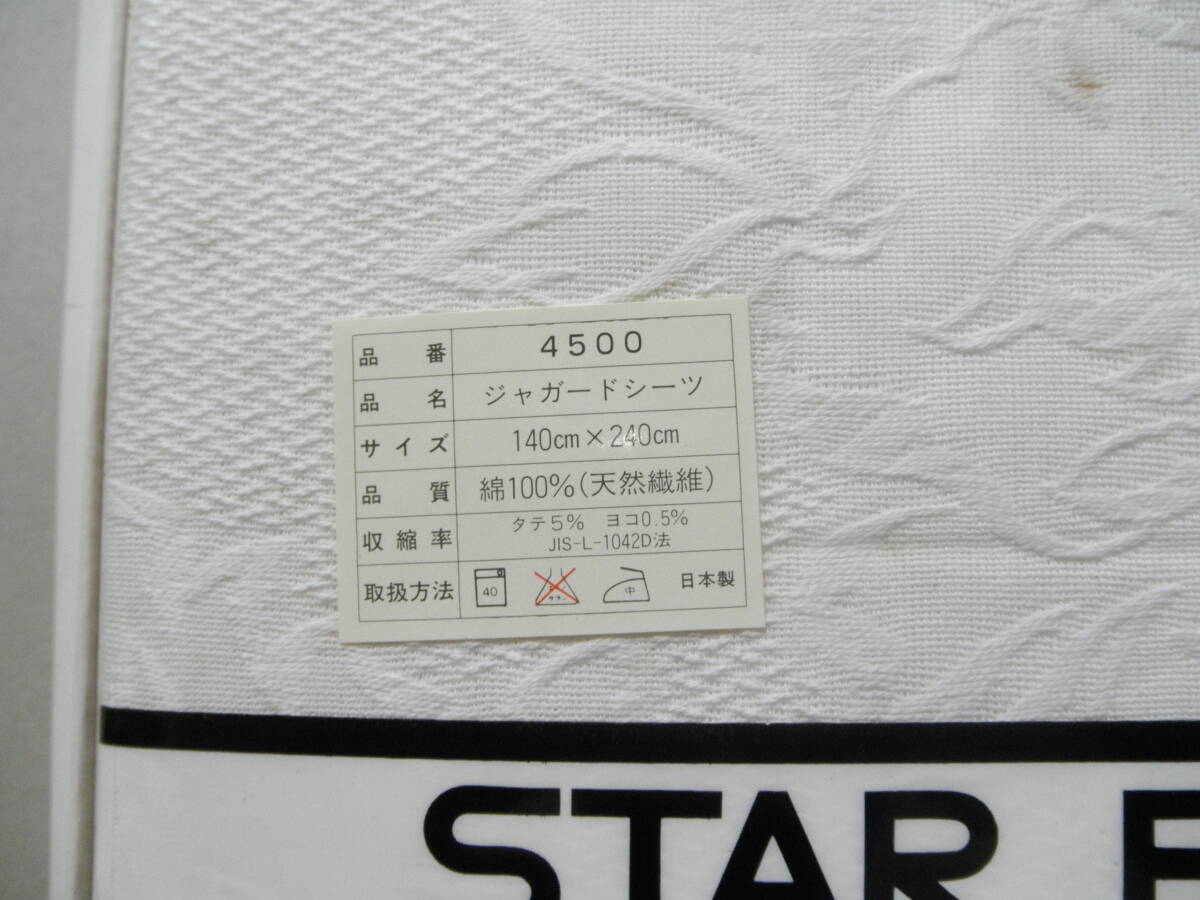 品番 4500
品名 ジャガードシーツ
サイズ 140cm×240cm
品質 綿100%(天然繊維)
収縮率 タテ5% ヨコ0.5%
JIS-L-1042D法
取扱方法 40 中 日本製
STAR